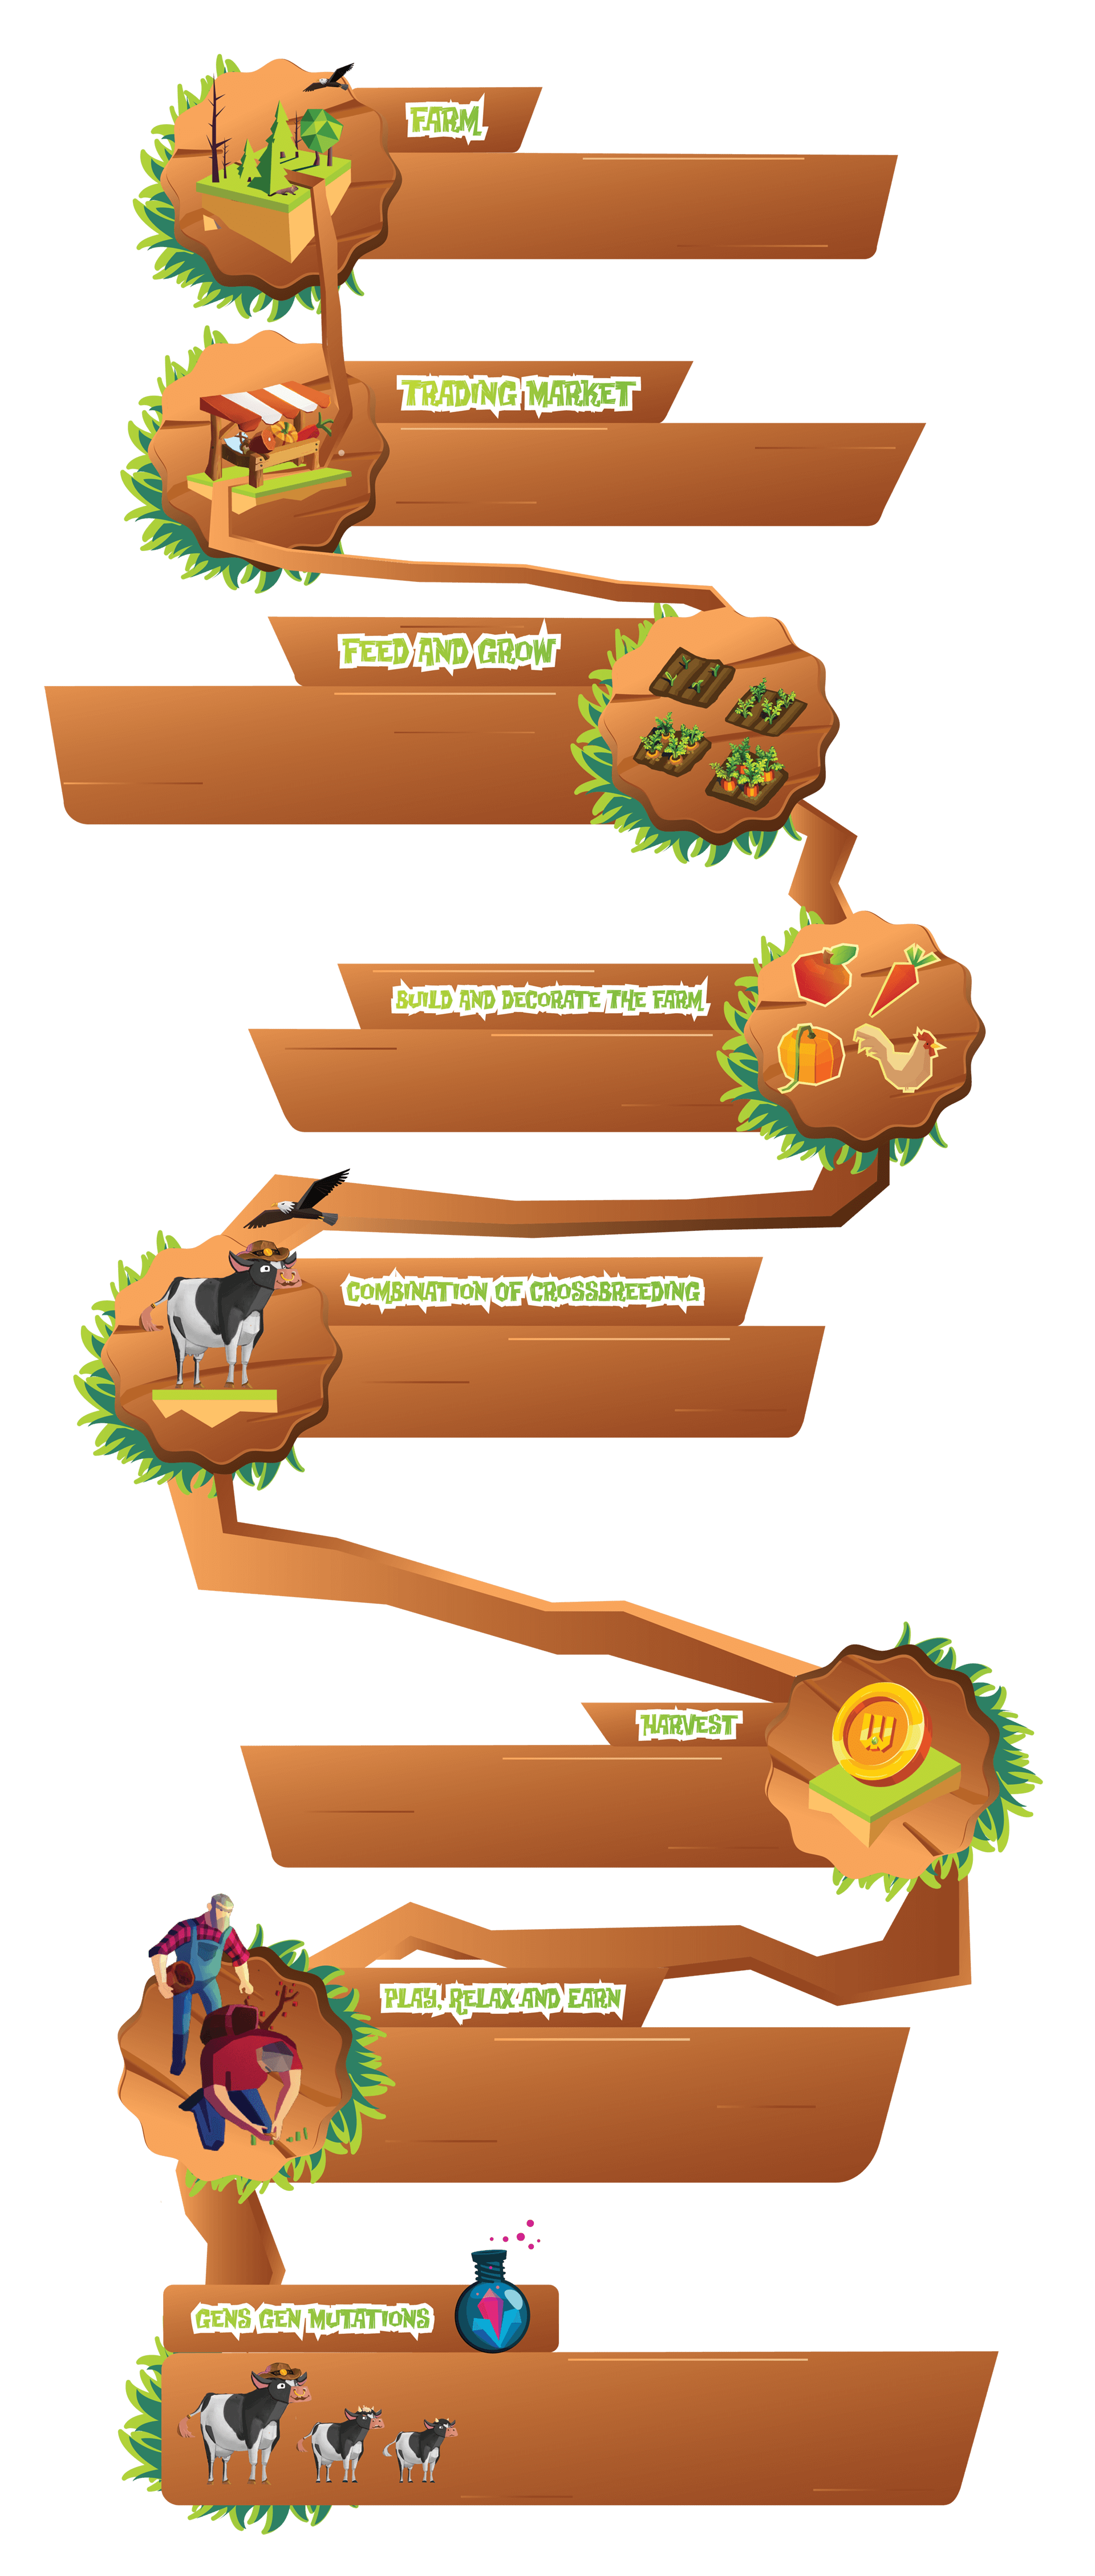 FARM
TRADING MARKET
FEED AND GROW
BUILD AND DECORATE THE FARM
COMBINATION OF CROSSBREEDING
HARVEST
W
PLAY, RELAX AND EARN
GENS GEN MUTATIONS